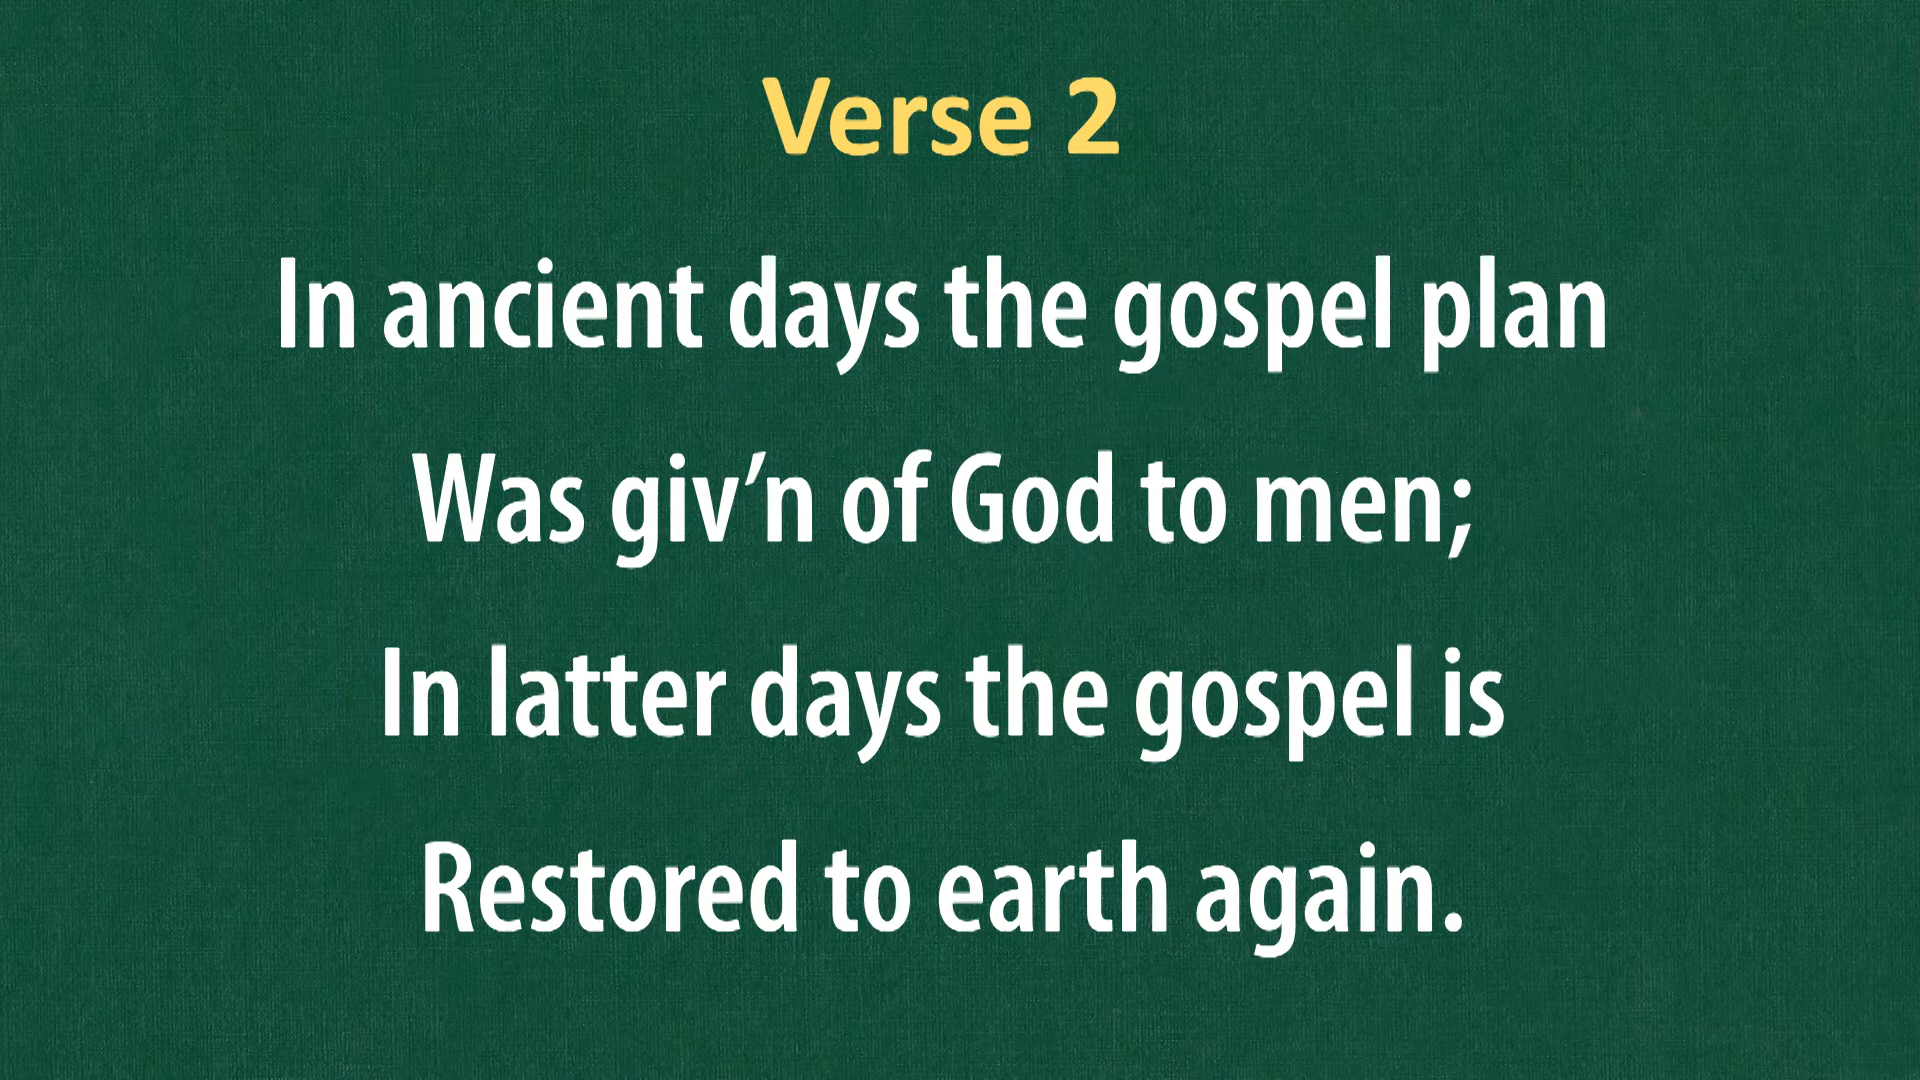 Verse 2
In ancient days the gospel plan
Was giv’n of God to men;
In latter days the gospel is
Restored to earth again.